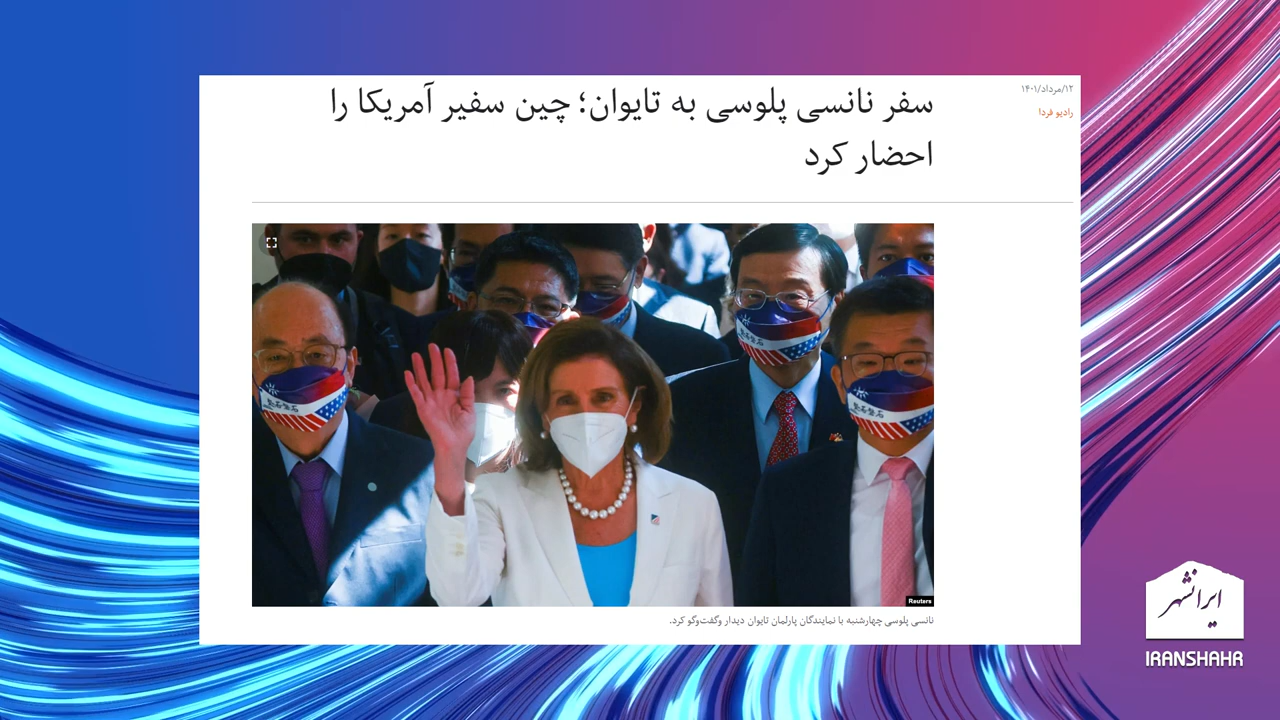 ۱۲/مرداد/۱۴۰۱
رادیو فردا
سفر نانسی پلوسی به تایوان؛ چین سفیر آمریکا را
احضار کرد
Reuters
نانسی پلوسی چهارشنبه با نمایندگان پارلمان تایوان دیدار وگفت‌وگو کرد.
ایرانشهر
IRANSHAHR